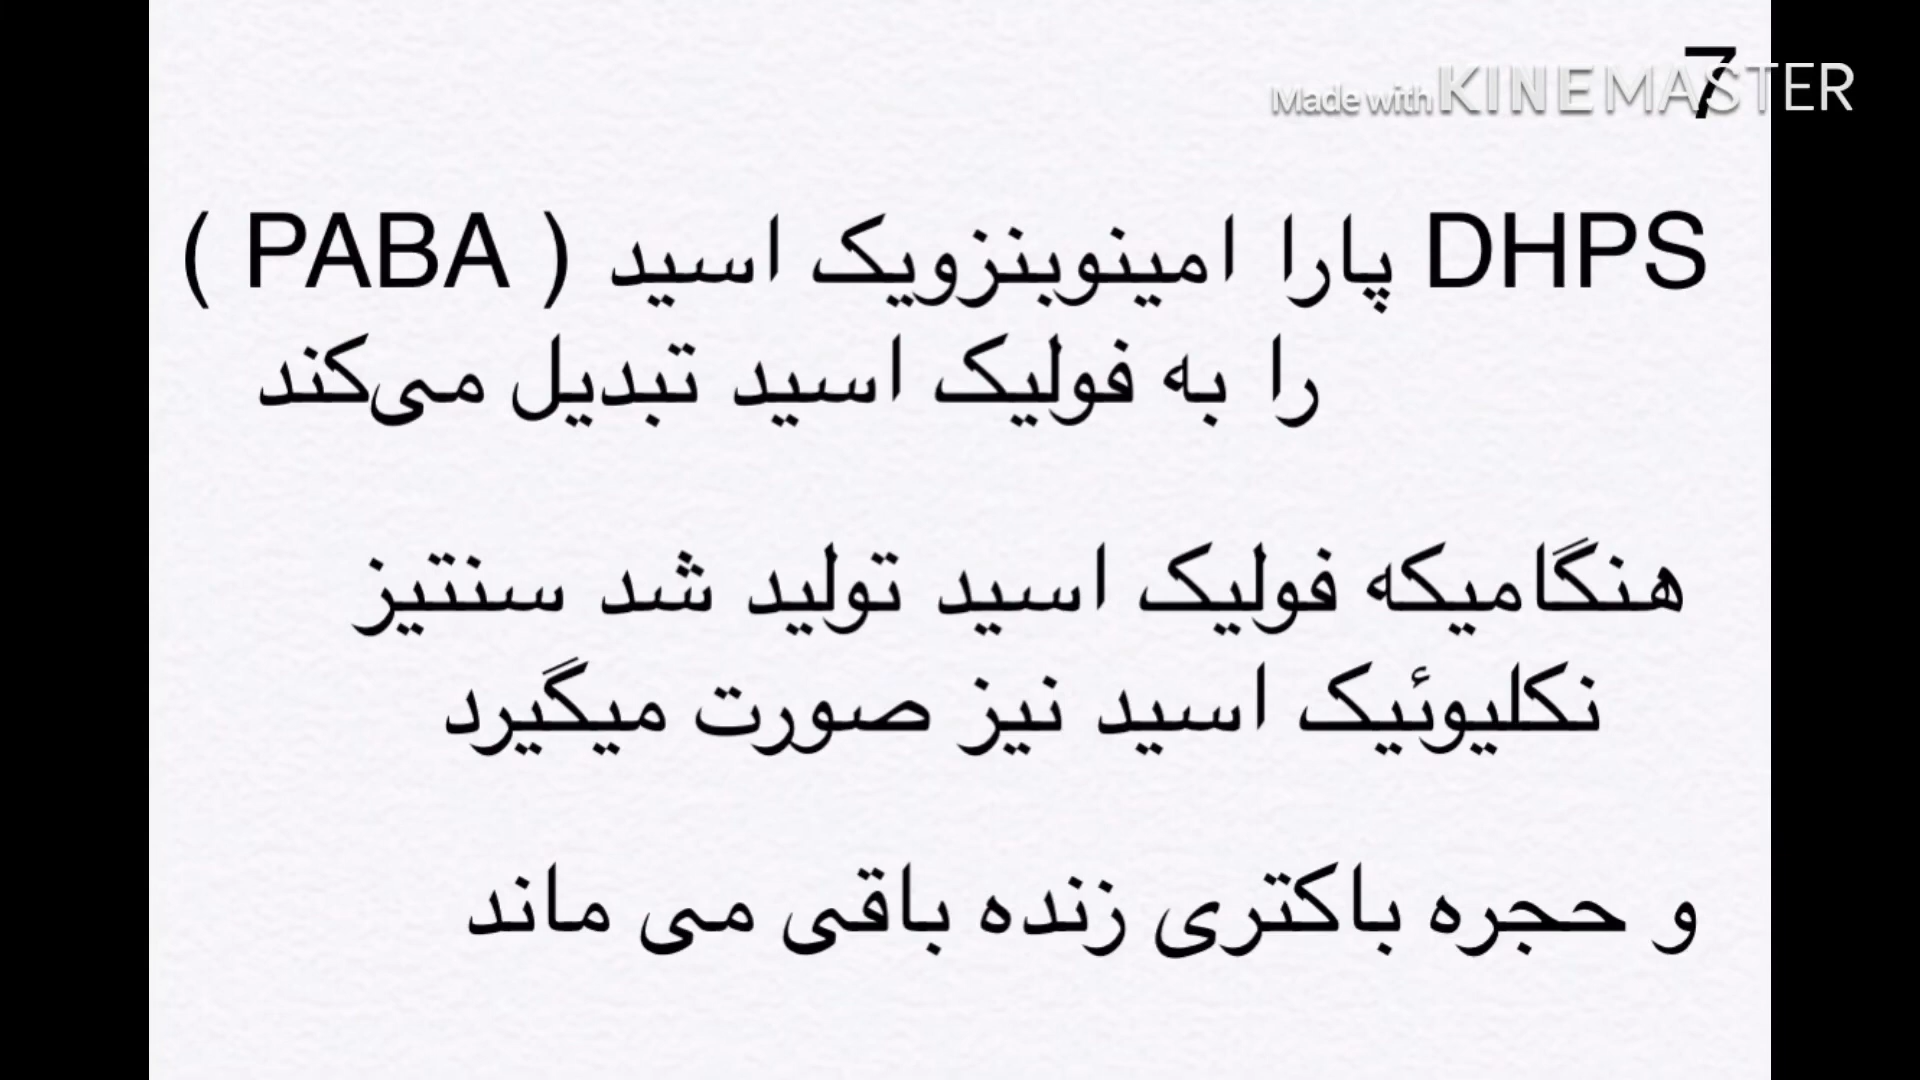 7
Made with KINEMASTER
DHPS پارا امینوبنزویک اسید ( PABA )
را به فولیک اسید تبدیل می‌کند
هنگامیکه فولیک اسید تولید شد سنتیز
نکلیوئیک اسید نیز صورت میگیرد
و حجره باکتری زنده باقی می ماند